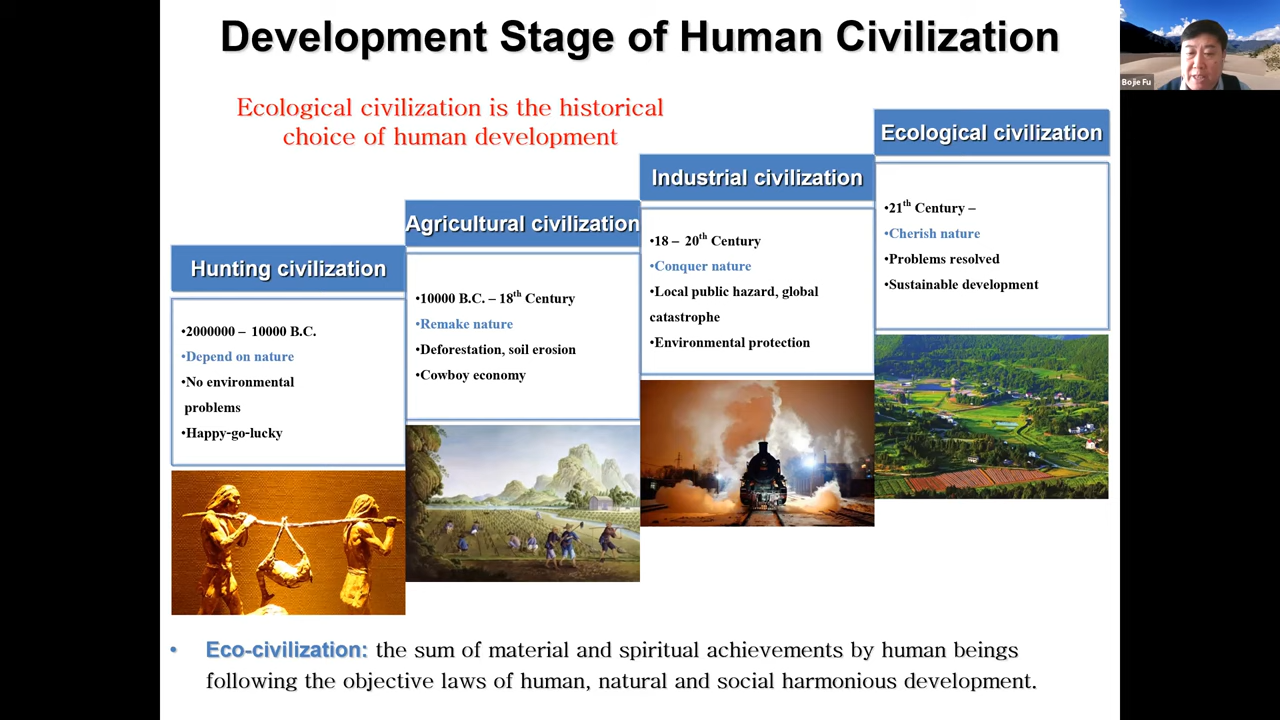 Development Stage of Human Civilization
Bojie Fu
Ecological civilization is the historical
choice of human development
Hunting civilization
•2000000 – 10000 B.C.
•Depend on nature
•No environmental
problems
•Happy-go-lucky
Agricultural civilization
•10000 B.C. – 18th Century
•Remake nature
•Deforestation, soil erosion
•Cowboy economy
Industrial civilization
•18 – 20th Century
•Conquer nature
•Local public hazard, global
catastrophe
•Environmental protection
Ecological civilization
•21th Century –
•Cherish nature
•Problems resolved
•Sustainable development
• Eco-civilization: the sum of material and spiritual achievements by human beings
following the objective laws of human, natural and social harmonious development.